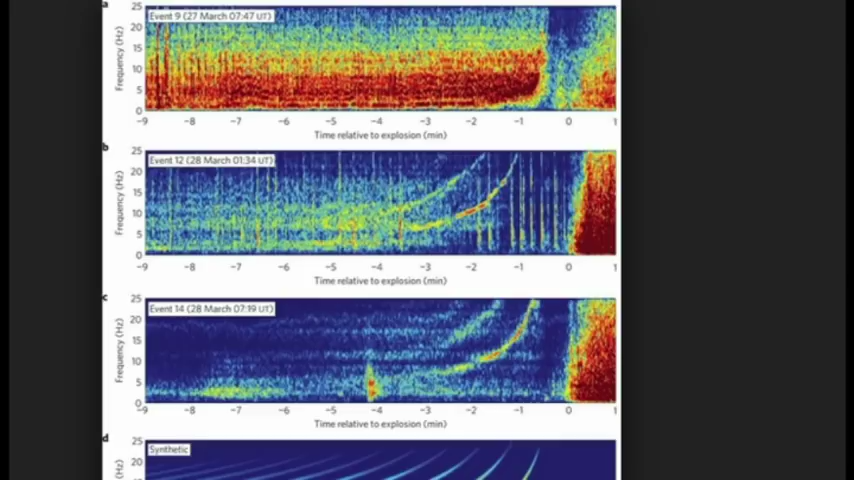 a
25
Event 9 (27 March 07:47 UT)
20
15
10
5
0
Frequency (Hz)
−9 −8 −7 −6 −5 −4 −3 −2 −1 0 1
Time relative to explosion (min)
b
25
Event 12 (28 March 01:34 UT)
20
15
10
5
0
Frequency (Hz)
−9 −8 −7 −6 −5 −4 −3 −2 −1 0 1
Time relative to explosion (min)
c
25
Event 14 (28 March 07:19 UT)
20
15
10
5
0
Frequency (Hz)
−9 −8 −7 −6 −5 −4 −3 −2 −1 0 1
Time relative to explosion (min)
d
25
Synthetic
20
(Hz)